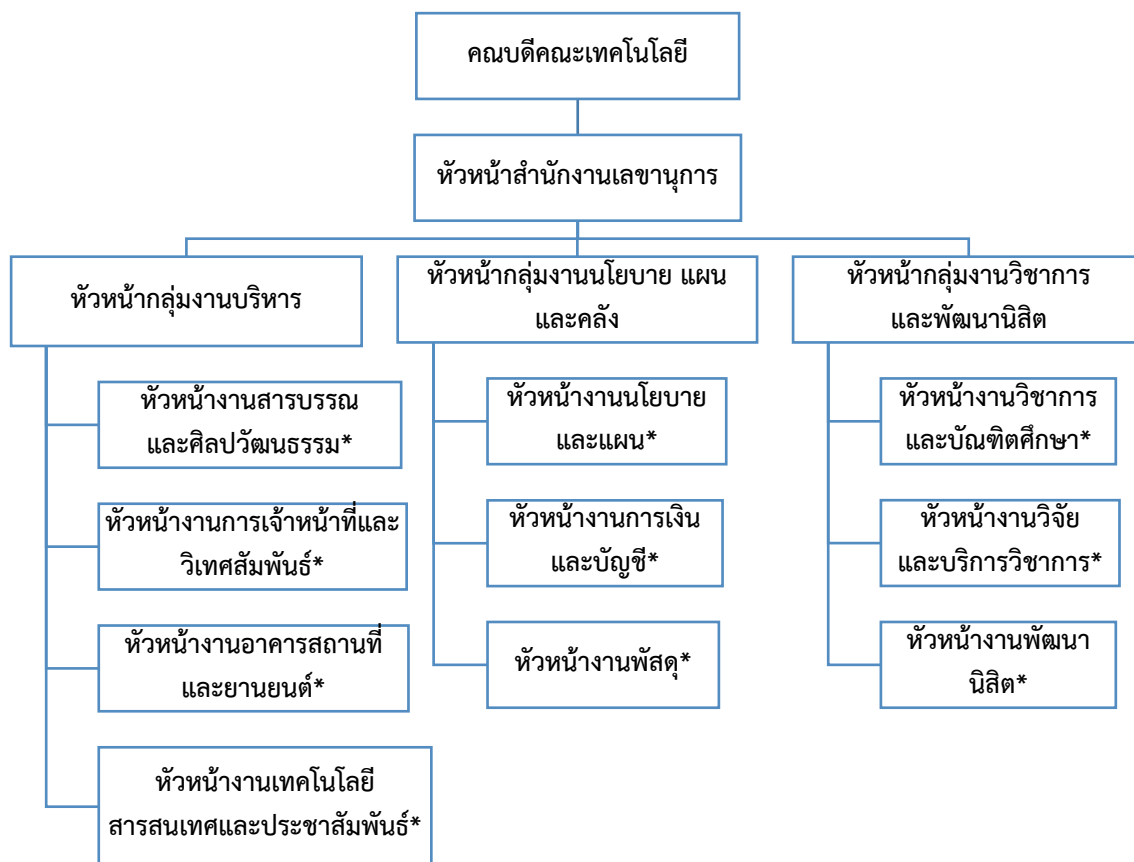 คณบดีคณะเทคโนโลยี
หัวหน้าสำนักงานเลขานุการ
หัวหน้ากลุ่มงานบริหาร
หัวหน้างานสารบรรณ
และศิลปวัฒนธรรม*
หัวหน้างานการเจ้าหน้าที่และ
วิเทศสัมพันธ์*
หัวหน้างานอาคารสถานที่
และยานยนต์*
หัวหน้างานเทคโนโลยี
สารสนเทศและประชาสัมพันธ์*
หัวหน้ากลุ่มงานนโยบาย แผน
และคลัง
หัวหน้างานนโยบาย
และแผน*
หัวหน้างานการเงิน
และบัญชี*
หัวหน้างานพัสดุ*
หัวหน้ากลุ่มงานวิชาการ
และพัฒนานิสิต
หัวหน้างานวิชาการ
และบัณฑิตศึกษา*
หัวหน้างานวิจัย
และบริการวิชาการ*
หัวหน้างานพัฒนา
นิสิต*